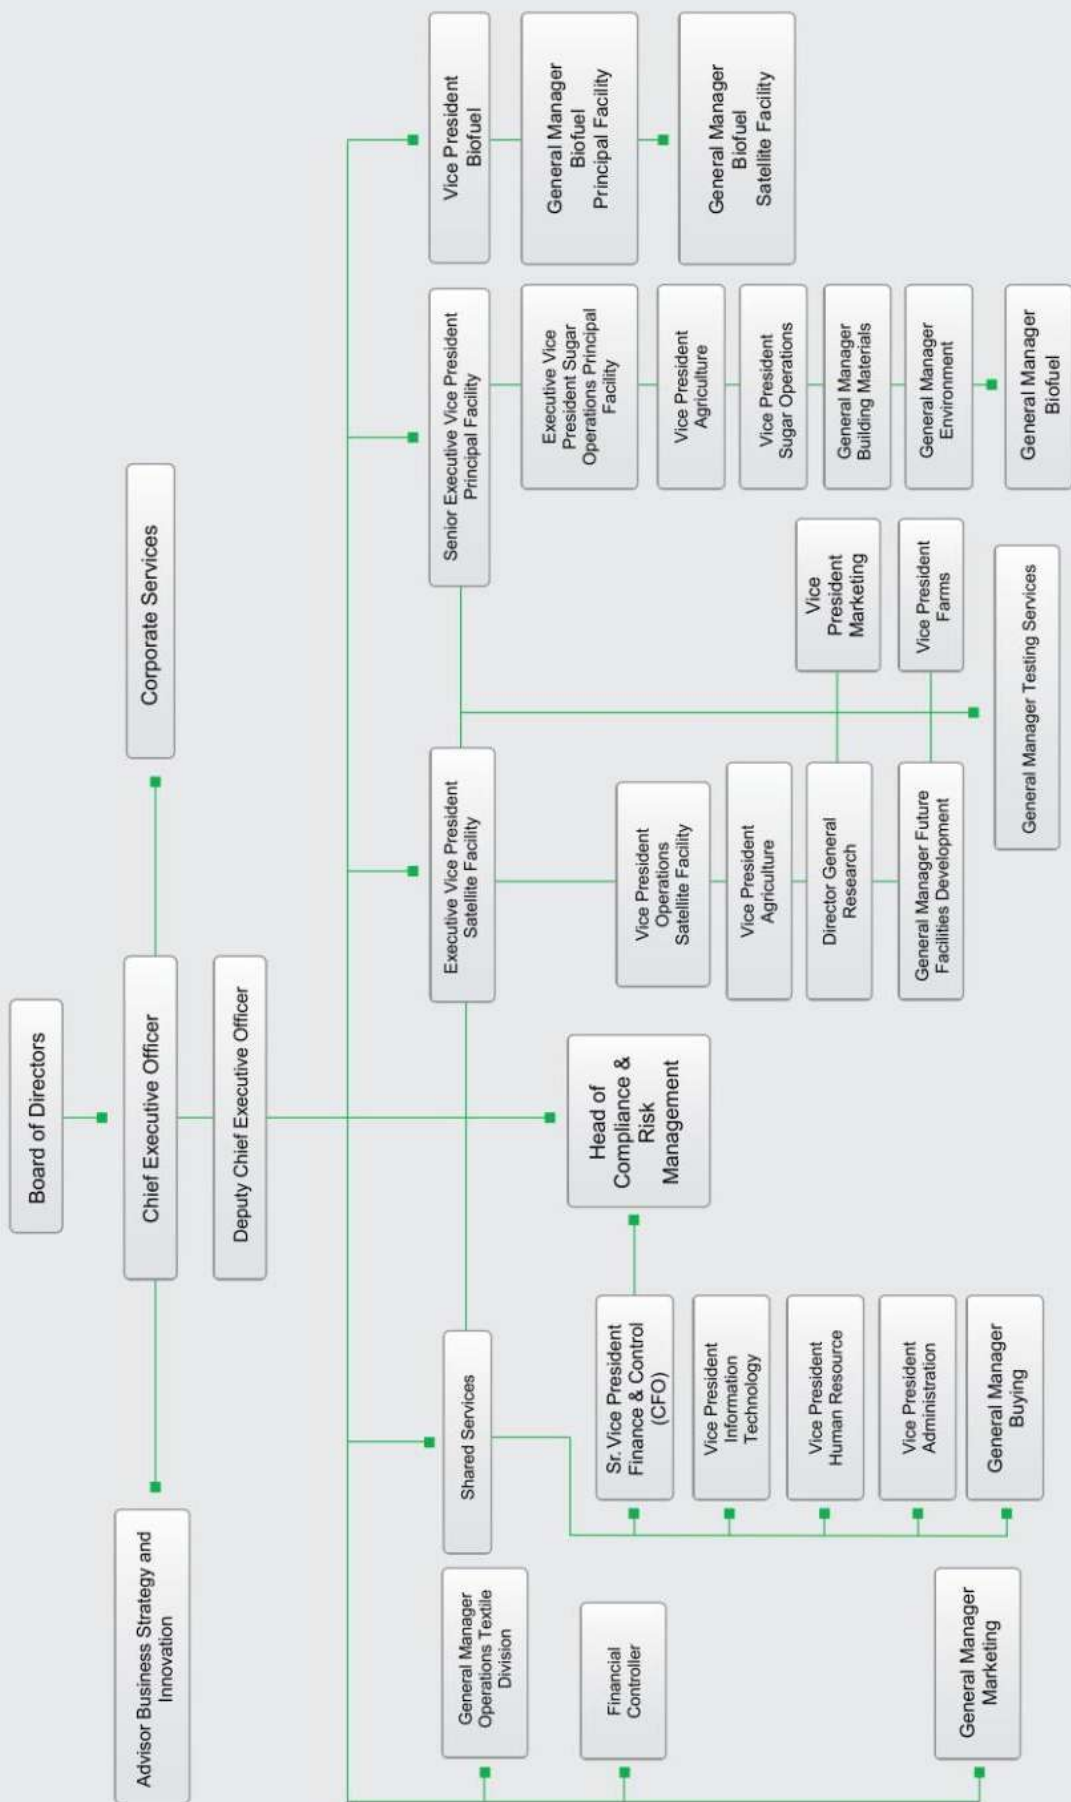 Board of Directors
Advisor Business Strategy and
Innovation
Chief Executive Officer
Corporate Services
Deputy Chief Executive Officer
General Manager
Operations Textile
Division
Financial
Controller
General Manager
Marketing
Shared Services
Sr. Vice President
Finance & Control
(CFO)
Vice President
Information
Technology
Vice President
Human Resource
Vice President
Administration
General Manager
Buying
Head of
Compliance &
Risk
Management
Executive Vice President
Satellite Facility
Vice President
Operations
Satellite Facility
Vice President
Agriculture
Director General
Research
General Manager Future
Facilities Development
Vice
President
Marketing
Vice President
Farms
General Manager Testing Services
Senior Executive Vice President
Principal Facility
Executive Vice
President Sugar
Operations Principal
Facility
Vice President
Agriculture
Vice President
Sugar Operations
General Manager
Building Materials
General Manager
Environment
General Manager
Biofuel
Vice President
Biofuel
General Manager
Biofuel
Principal Facility
General Manager
Biofuel
Satellite Facility